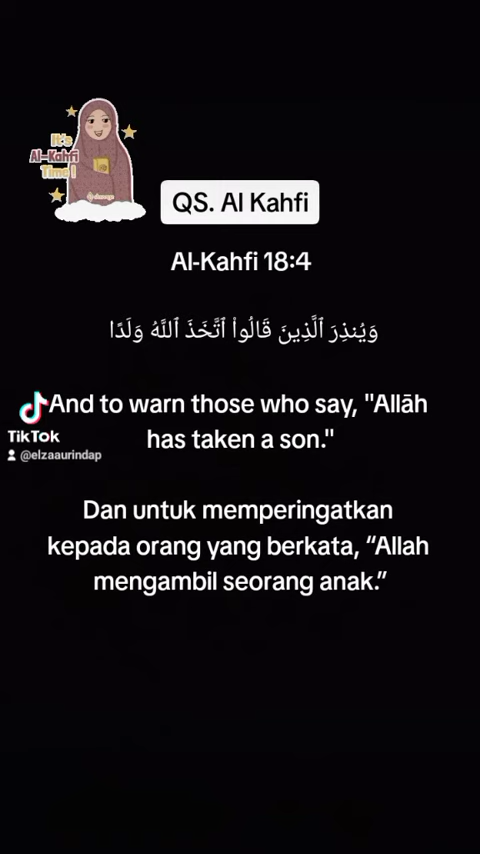 It's
Al-Kahfi
Time!
QS. Al Kahfi
Al-Kahfi 18:4
وَيُنذِرَ ٱلَّذِينَ قَالُوا۟ ٱتَّخَذَ ٱللَّهُ وَلَدًا
And to warn those who say, "Allāh
has taken a son."
TikTok
@elzaaurindap
Dan untuk memperingatkan
kepada orang yang berkata, “Allah
mengambil seorang anak.”